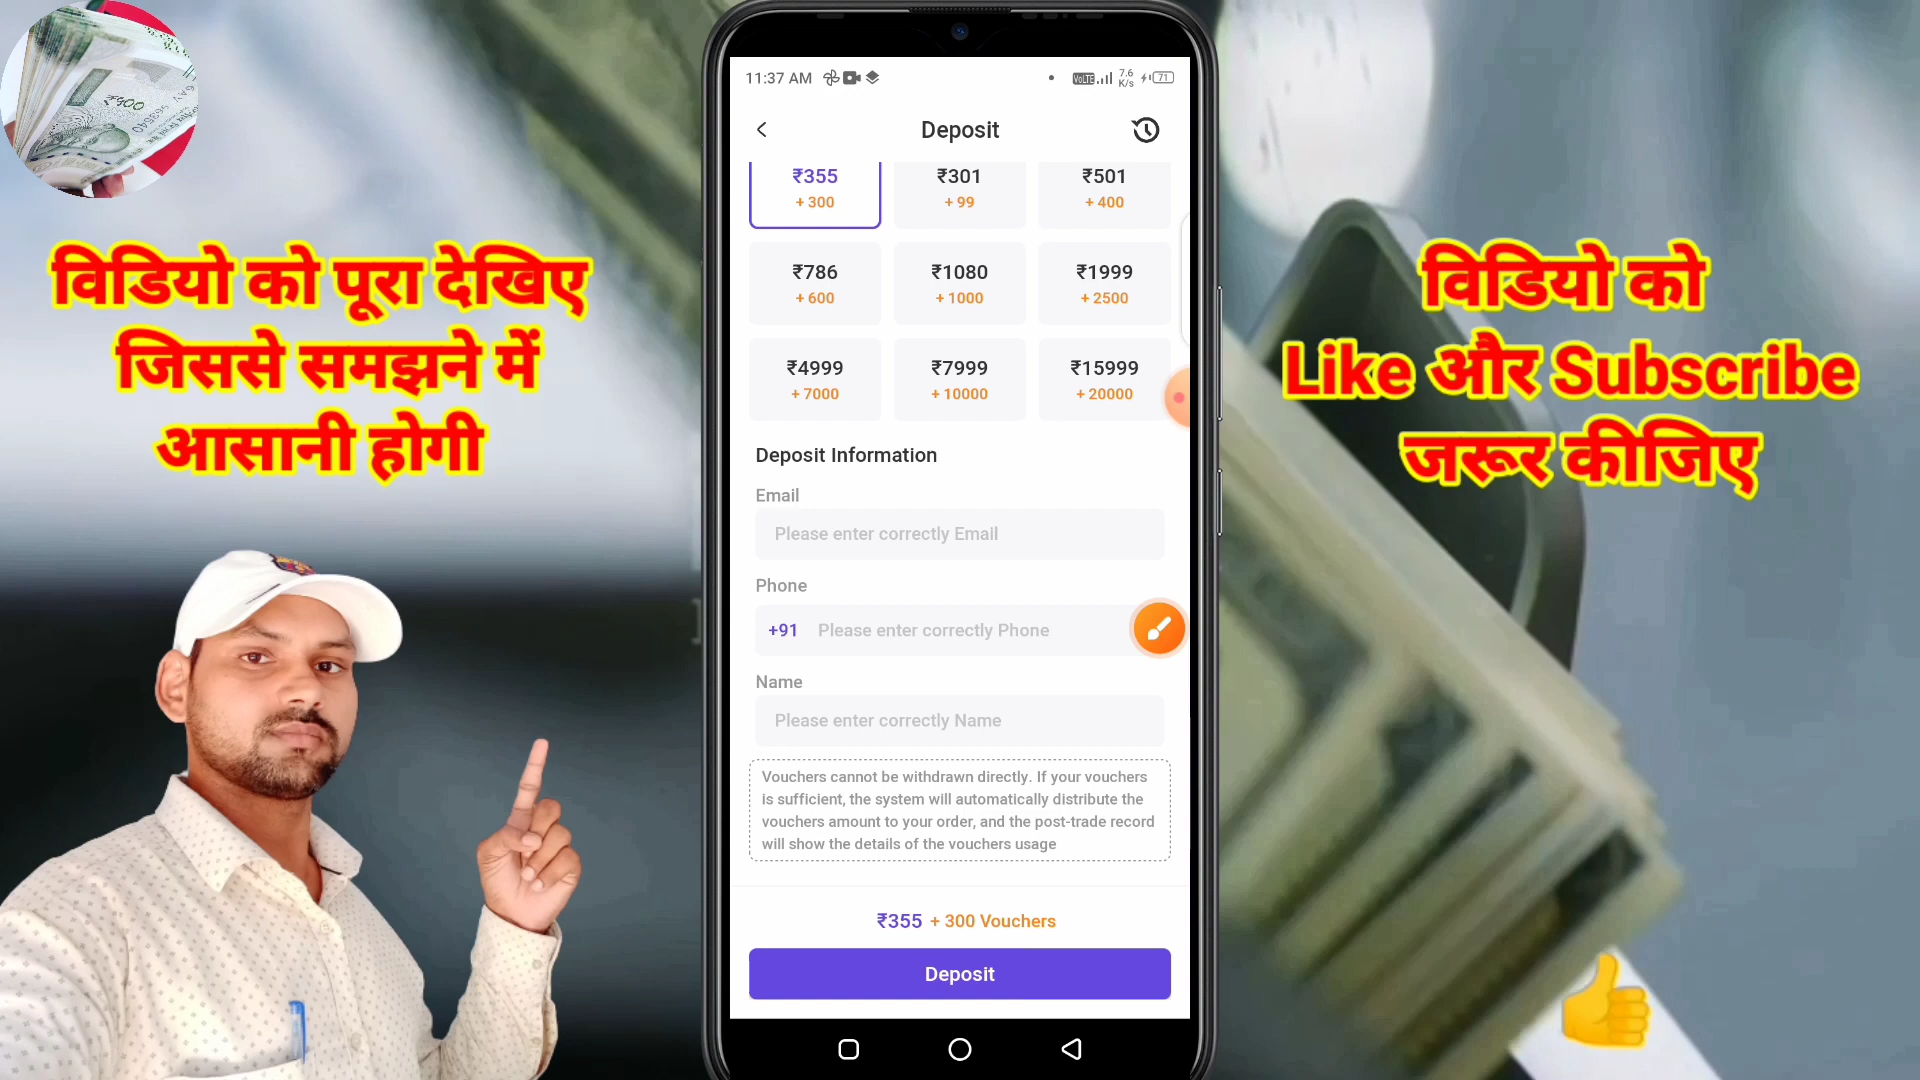 विडियो को पूरा देखिए
जिससे समझने में
आसानी होगी
11:37 AM
VoLTE
7.6
K/s
71
Deposit
₹355
+ 300
₹301
+ 99
₹501
+ 400
₹786
+ 600
₹1080
+ 1000
₹1999
+ 2500
₹4999
+ 7000
₹7999
+ 10000
₹15999
+ 20000
Deposit Information
Email
Please enter correctly Email
Phone
+91 Please enter correctly Phone
Name
Please enter correctly Name
Vouchers cannot be withdrawn directly. If your vouchers
is sufficient, the system will automatically distribute the
vouchers amount to your order, and the post-trade record
will show the details of the vouchers usage
₹355 + 300 Vouchers
Deposit
विडियो को
Like और Subscribe
जरूर कीजिए